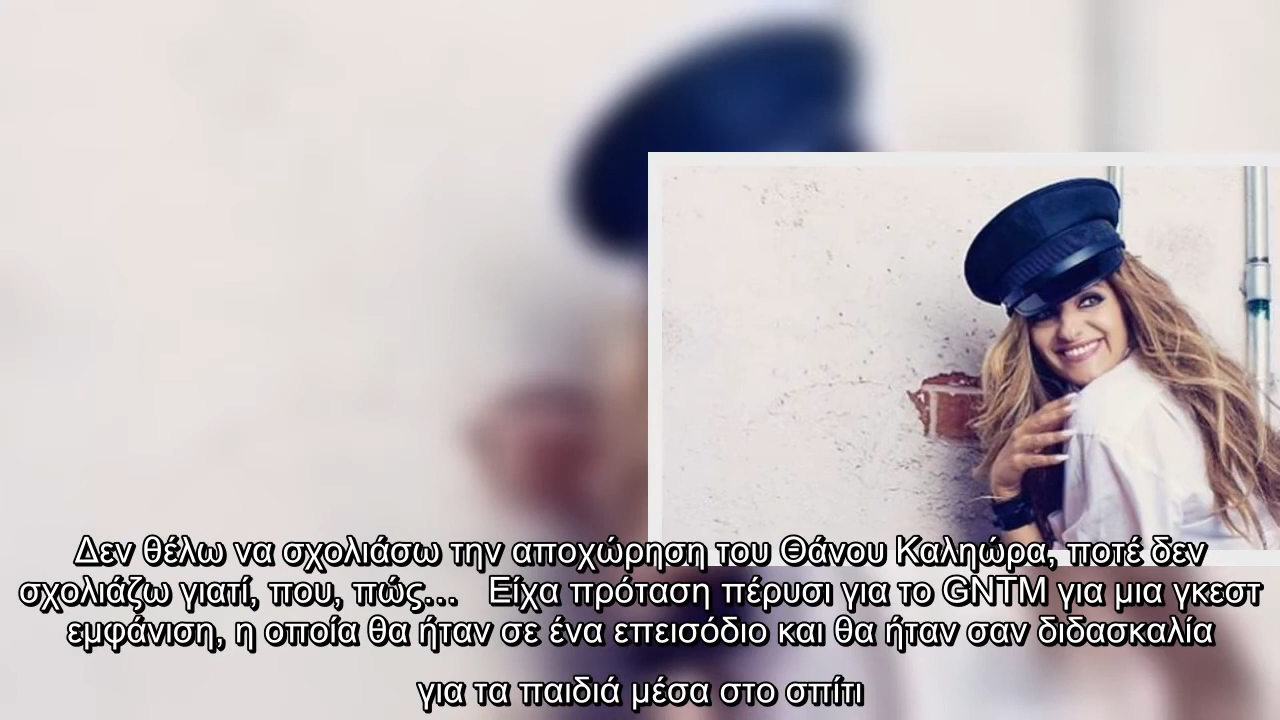 Δεν θέλω να σχολιάσω την αποχώρηση του Θάνου Καληώρα, ποτέ δεν
σχολιάζω γιατί, που, πώς...   Είχα πρόταση πέρυσι για το GNTM για μια γκεστ
εμφάνιση, η οποία θα ήταν σε ένα επεισόδιο και θα ήταν σαν διδασκαλία
για τα παιδιά μέσα στο σπίτι